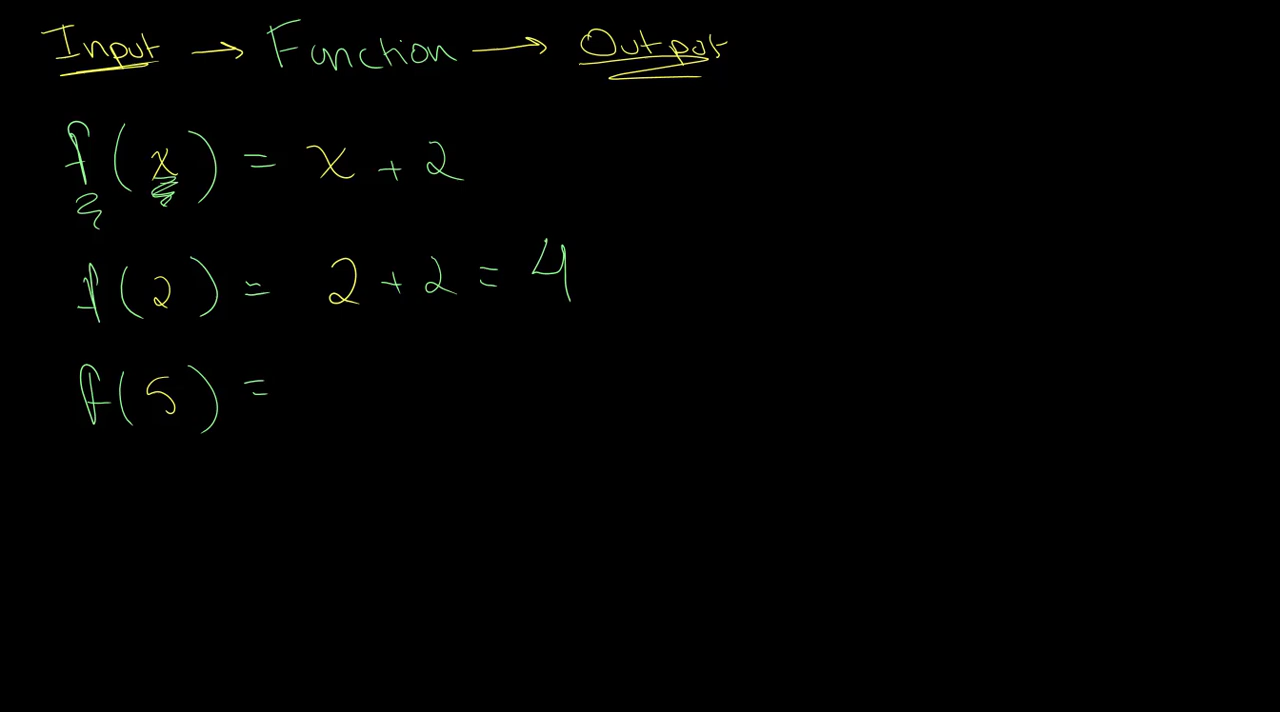 Input → Function → Output
f(x) = x + 2
f(2) = 2 + 2 = 4
f(5) =